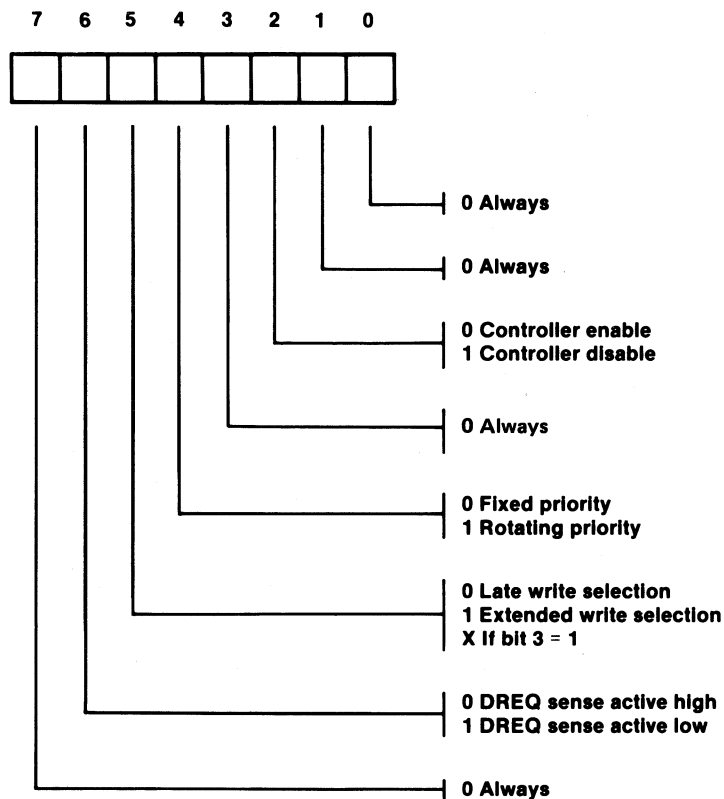 7 6 5 4 3 2 1 0
0 Always
0 Always
0 Controller enable
1 Controller disable
0 Always
0 Fixed priority
1 Rotating priority
0 Late write selection
1 Extended write selection
X If bit 3 = 1
0 DREQ sense active high
1 DREQ sense active low
0 Always